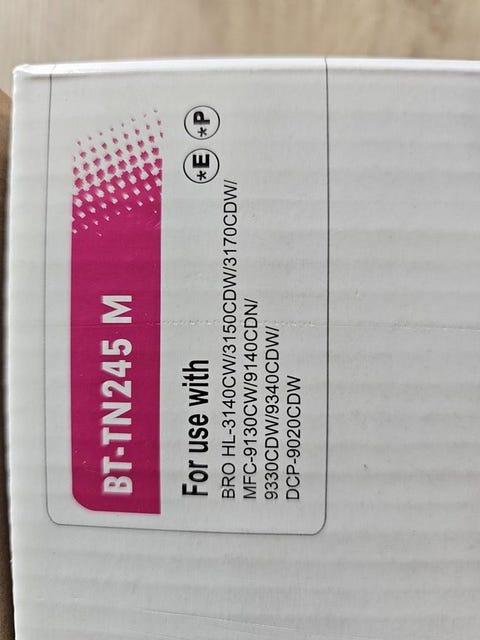 BT-TN245 M
For use with *E *P
BRO HL-3140CW/3150CDW/3170CDW/
MFC-9130CW/9140CDN/
9330CDW/9340CDW/
DCP-9020CDW